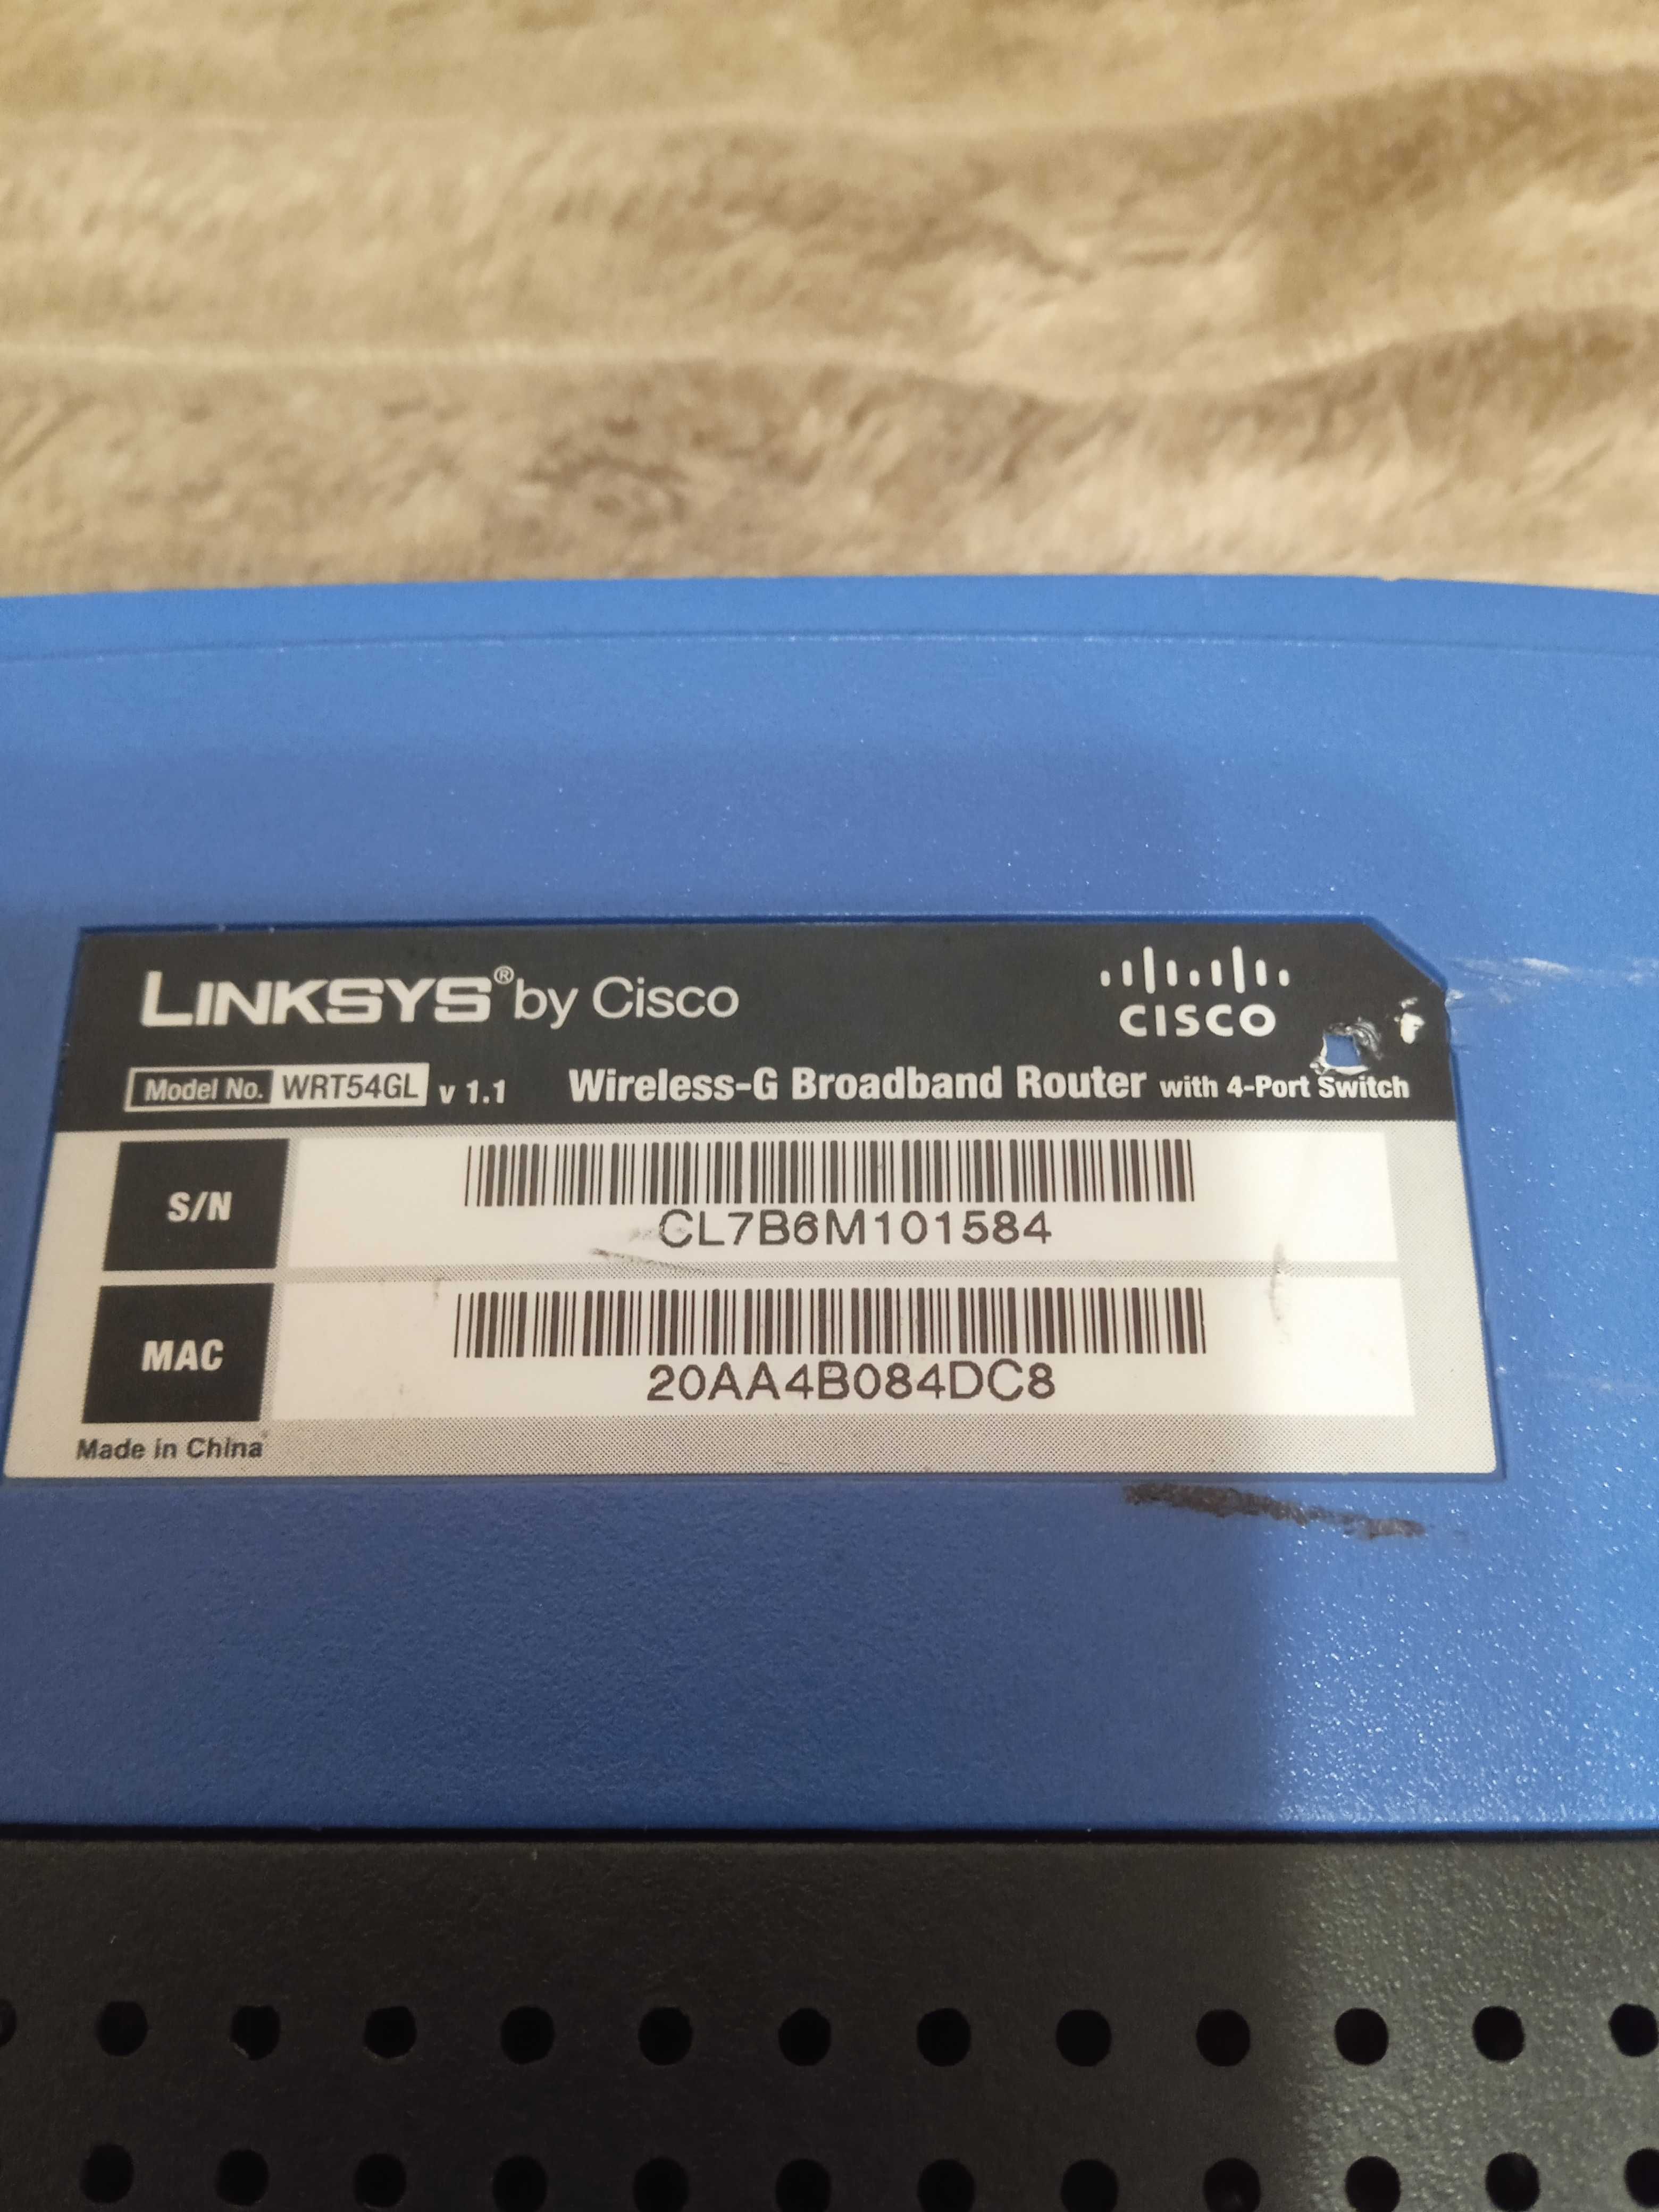 LINKSYS® by Cisco
CISCO
Model No. WRT54GL v 1.1 Wireless-G Broadband Router with 4-Port Switch
S/N
CL7B6M101584
MAC
20AA4B084DC8
Made in China